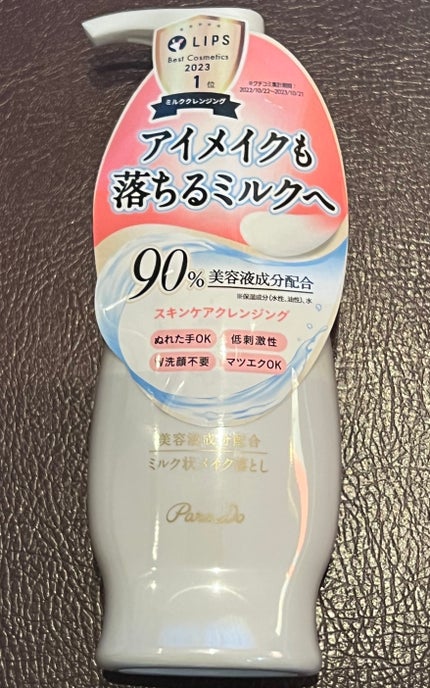 LIPS
Best Cosmetics
2023
1位
ミルククレンジング
※クチコミ集計期間:
2022/10/22~2023/10/21
アイメイクも
落ちるミルクへ
90%美容液成分配合
※保湿成分(水性、油性)、水
スキンケアクレンジング
ぬれた手OK 低刺激性
W洗顔不要 マツエクOK
美容液成分配合
ミルク状メイク落とし
ParaDo